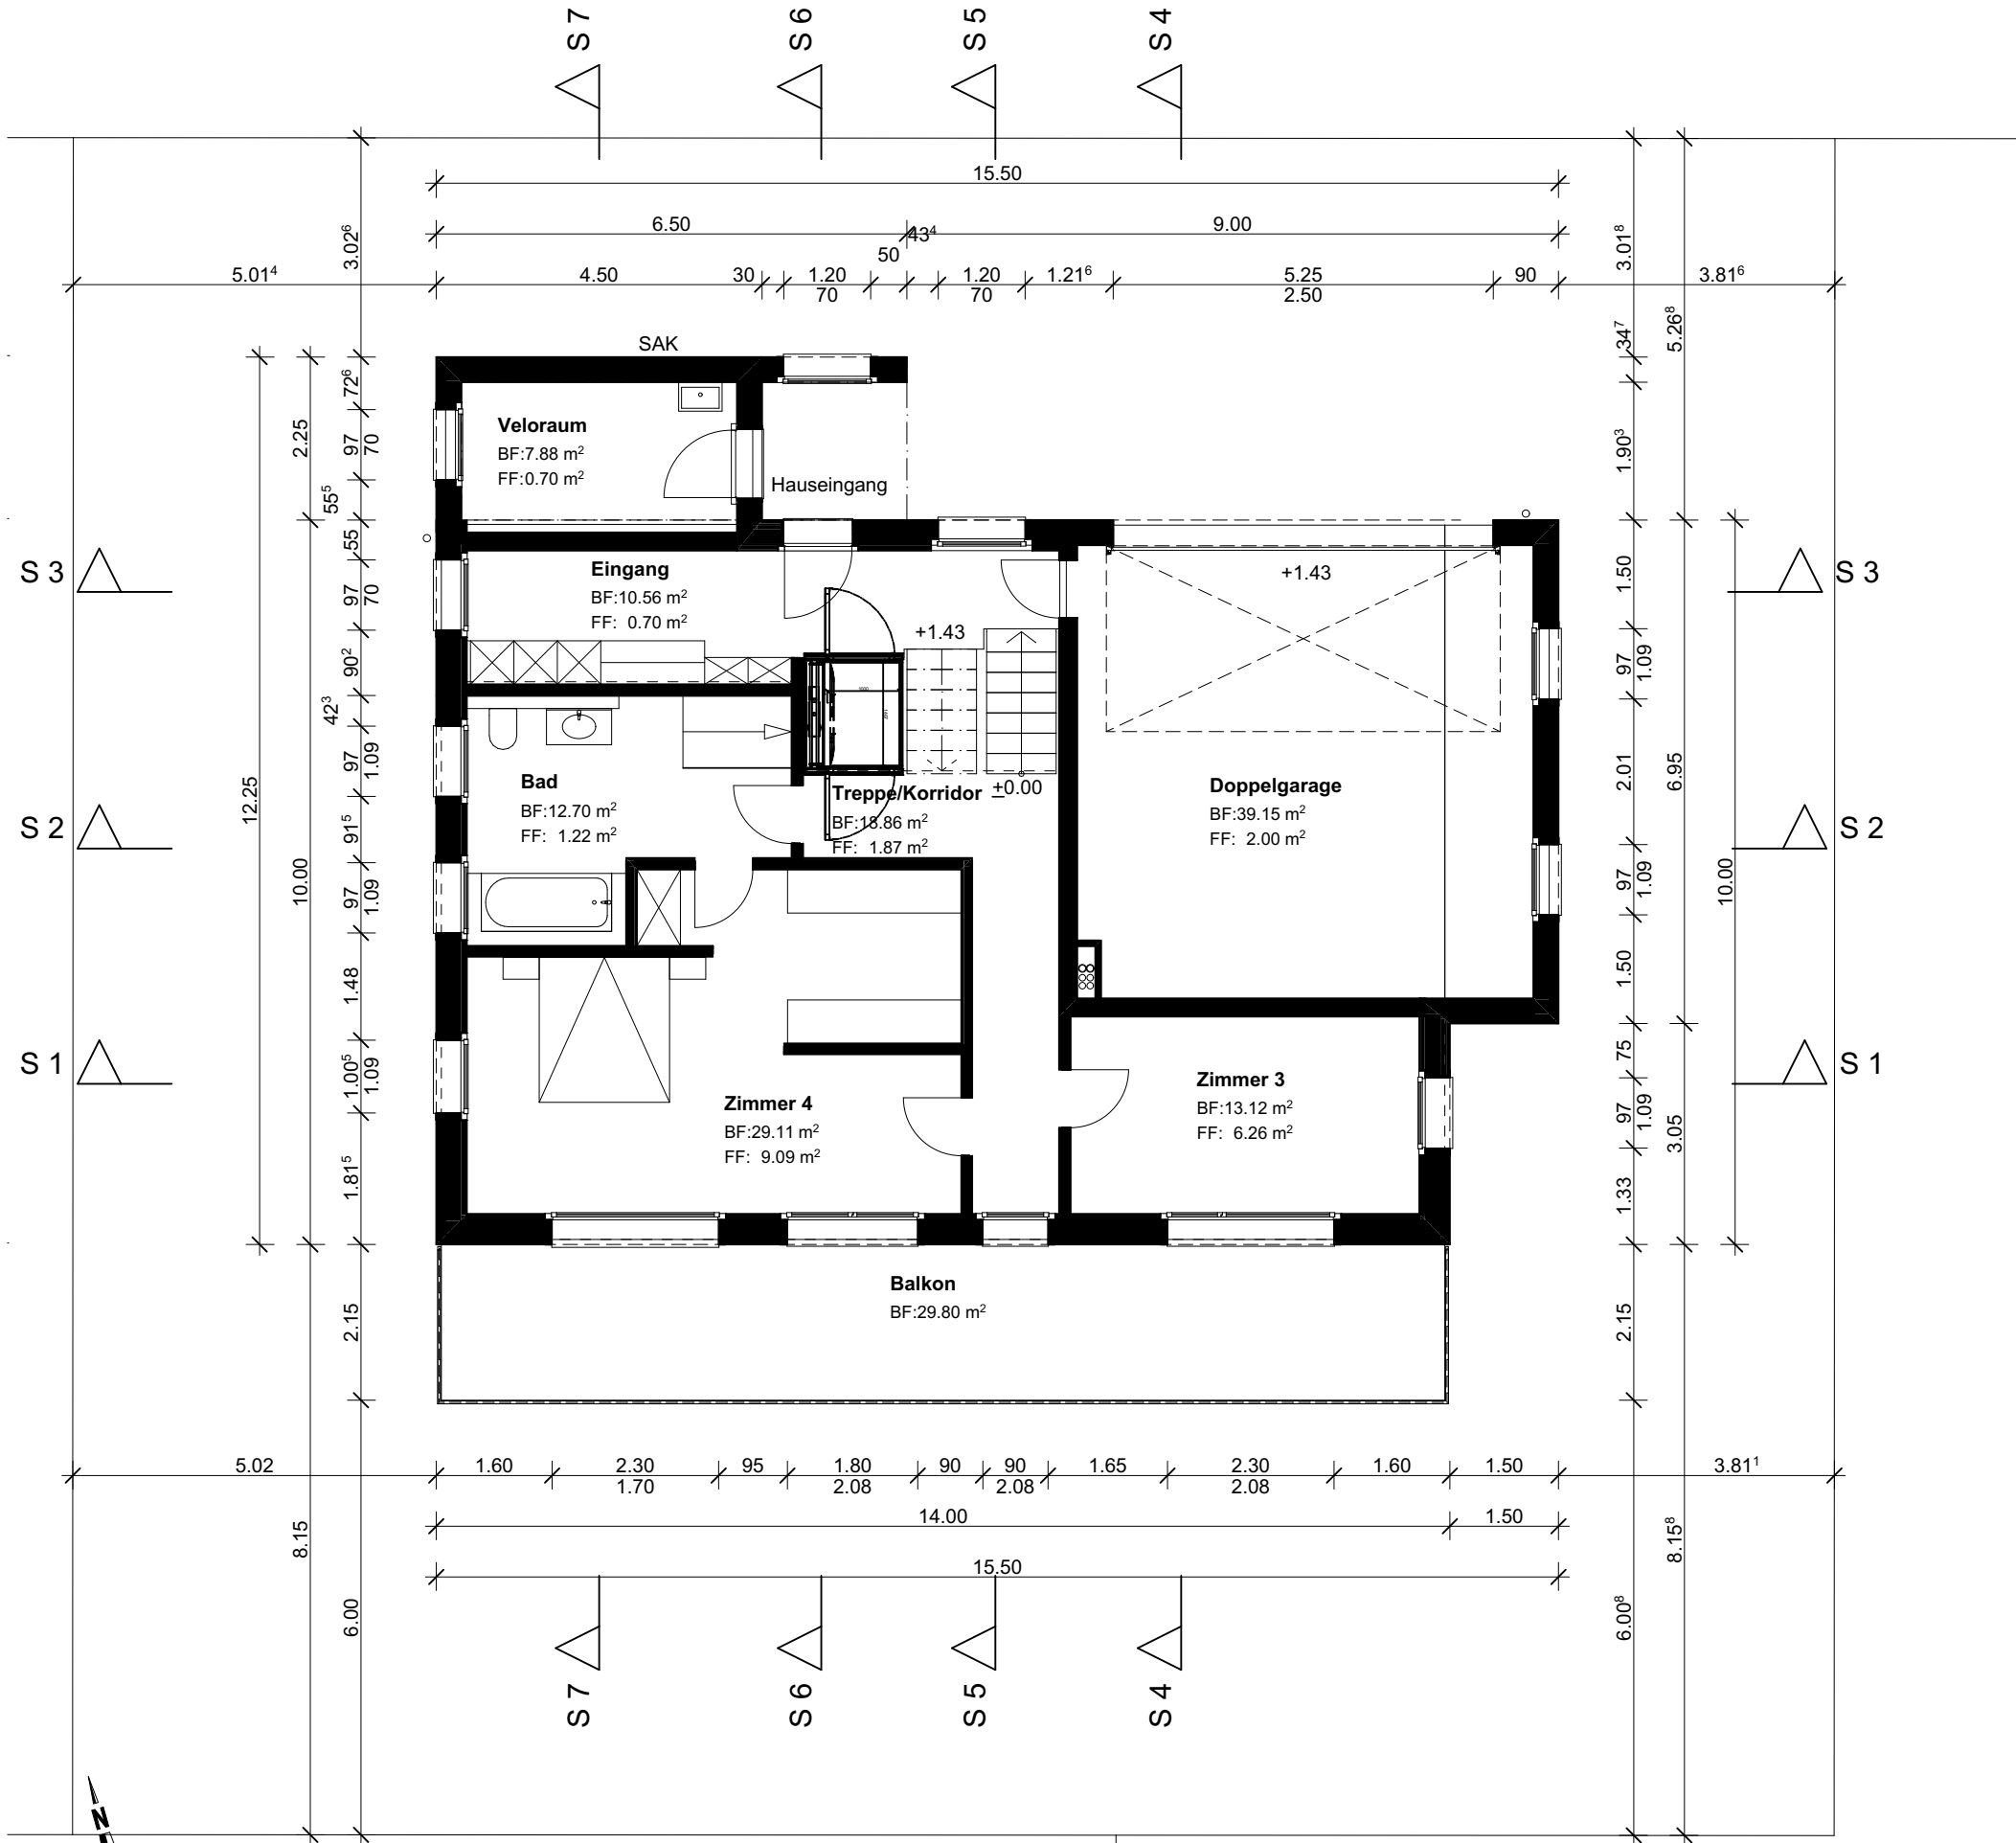 S 7
S 6
S 5
S 4
15.50
6.50
9.00
43⁴
50
5.01⁴
4.50
30
1.20
70
1.20
70
1.21⁶
5.25
2.50
90
3.81⁶
3.02⁶
72⁶
97
70
55⁵
55
97
70
90²
42³
97
1.09
91⁵
97
1.09
1.48
1.00⁵
1.09
1.81⁵
2.15
6.00
2.25
10.00
8.15
12.25
3.01⁸
34⁷
1.90³
1.50
97
1.09
2.01
97
1.09
1.50
75
97
1.09
1.33
2.15
6.00⁸
5.26⁸
6.95
3.05
8.15⁸
10.00
SAK
Veloraum
BF:7.88 m²
FF:0.70 m²
Hauseingang
S 3
S 3
Eingang
BF:10.56 m²
FF: 0.70 m²
+1.43
+1.43
Bad
BF:12.70 m²
FF: 1.22 m²
Treppe/Korridor
BF:18.86 m²
FF: 1.87 m²
±0.00
Doppelgarage
BF:39.15 m²
FF: 2.00 m²
S 2
S 2
S 1
S 1
Zimmer 4
BF:29.11 m²
FF: 9.09 m²
Zimmer 3
BF:13.12 m²
FF: 6.26 m²
Balkon
BF:29.80 m²
5.02
1.60
2.30
1.70
95
1.80
2.08
90
90
2.08
1.65
2.30
2.08
1.60
1.50
3.81¹
14.00
1.50
15.50
S 7
S 6
S 5
S 4
N